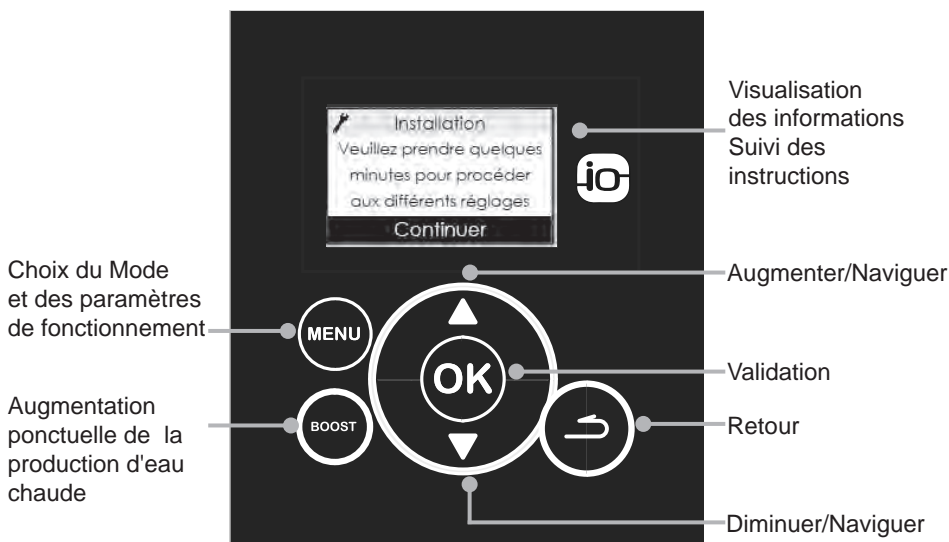 Installation
Veuillez prendre quelques
minutes pour procéder
aux différents réglages
Continuer
io
Visualisation
des informations
Suivi des
instructions
Choix du Mode
et des paramètres
de fonctionnement
MENU
Augmenter/Naviguer
OK
Validation
Augmentation
ponctuelle de la
production d'eau
chaude
BOOST
Retour
Diminuer/Naviguer